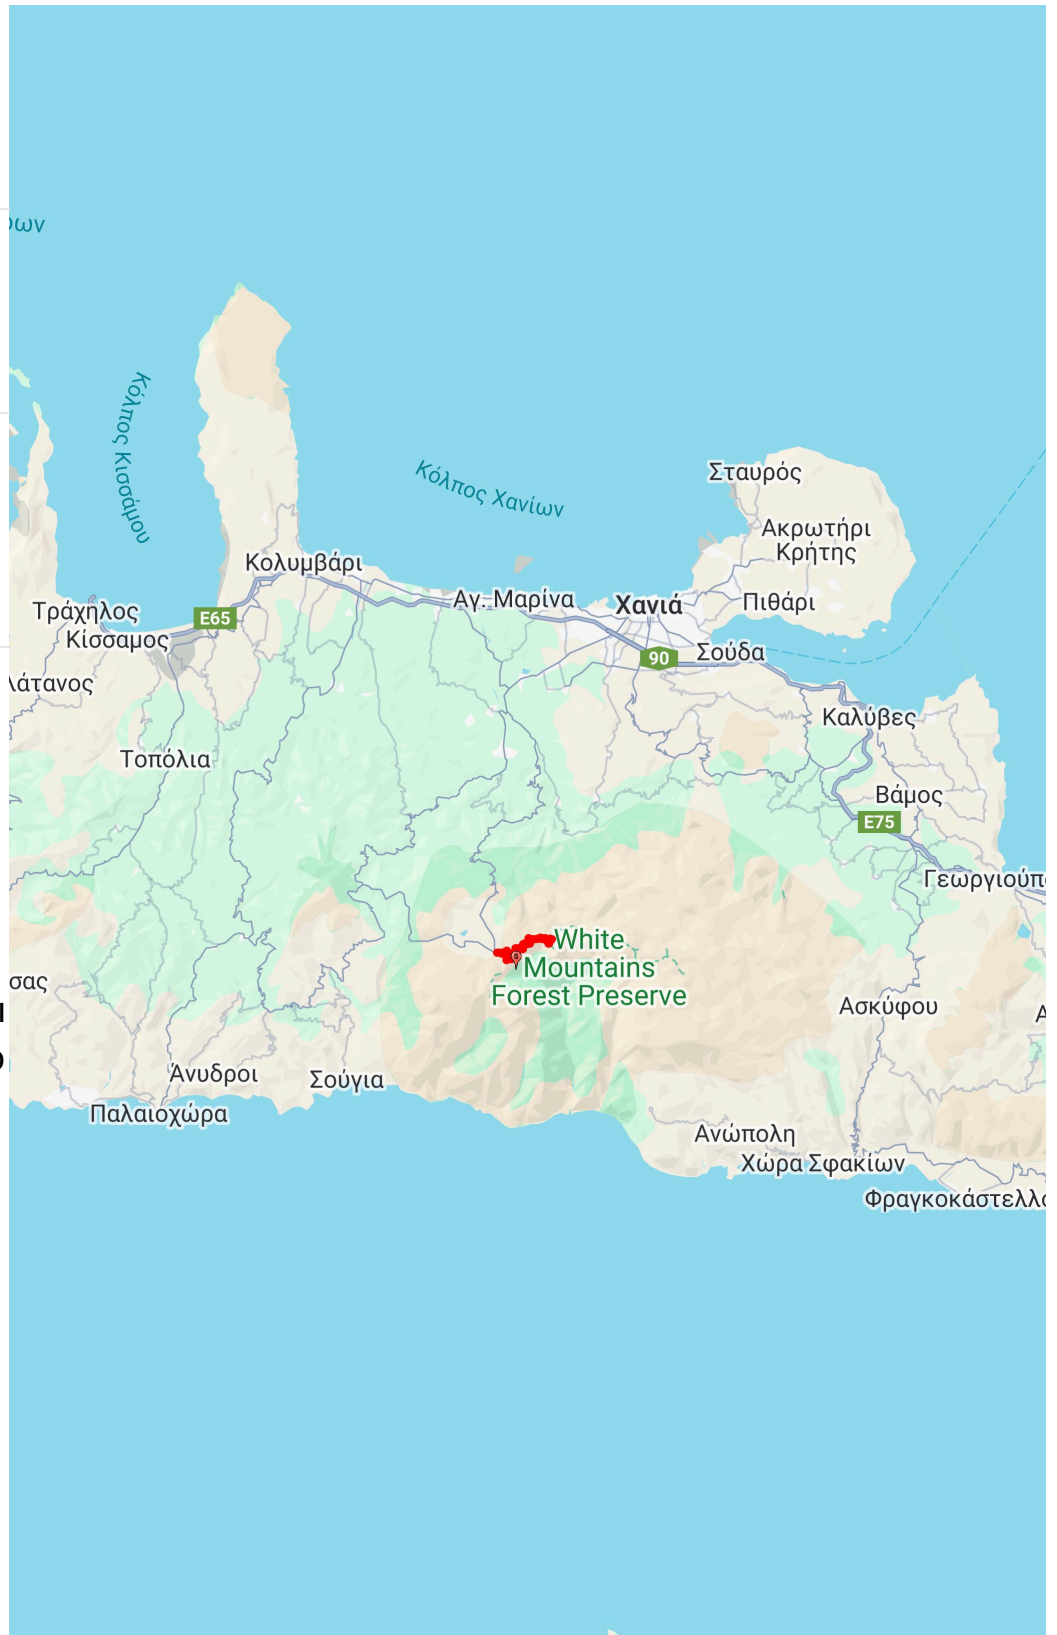 Κόλπος Κισσάμου
Κόλπος Χανίων
Σταυρός
Ακρωτήρι
Κρήτης
Κολυμβάρι
Αγ. Μαρίνα
Χανιά
Πιθάρι
Τράχηλος
E65
Κίσσαμος
90
Σούδα
Καλύβες
Τοπόλια
Βάμος
E75
White
Mountains
Forest Preserve
S
Ασκύφου
Άνυδροι
Σούγια
Παλαιοχώρα
Ανώπολη
Χώρα Σφακίων